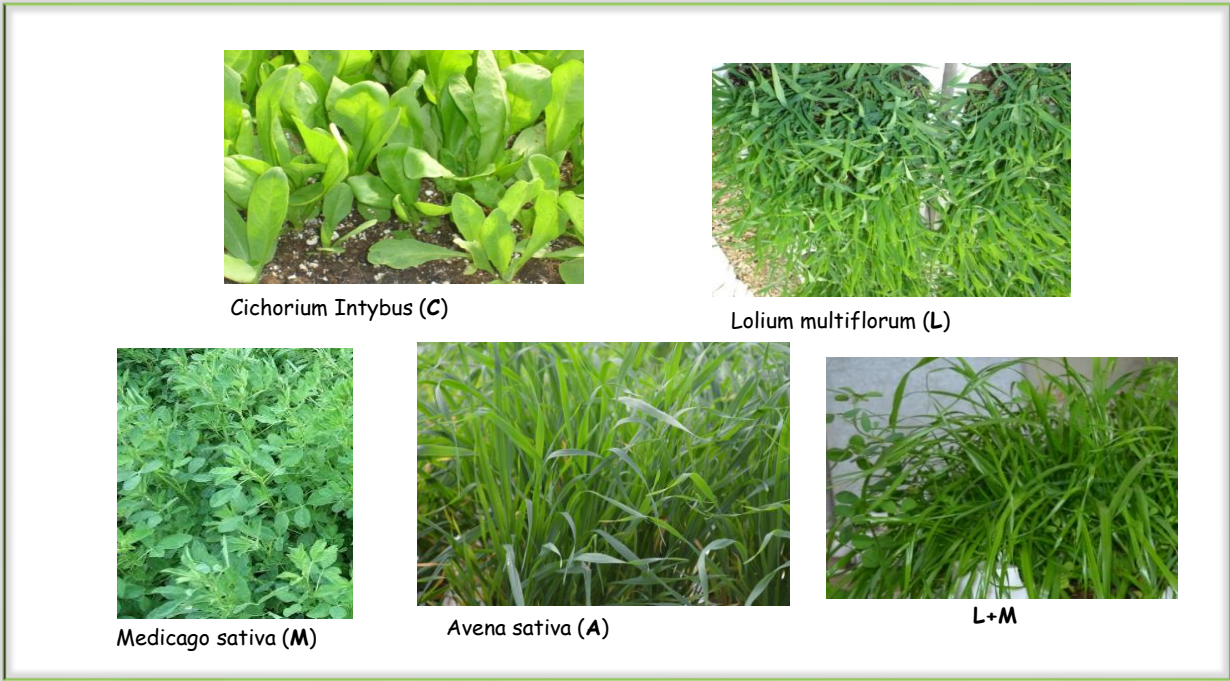 Cichorium Intybus (C)
Lolium multiflorum (L)
Medicago sativa (M)
Avena sativa (A)
L+M